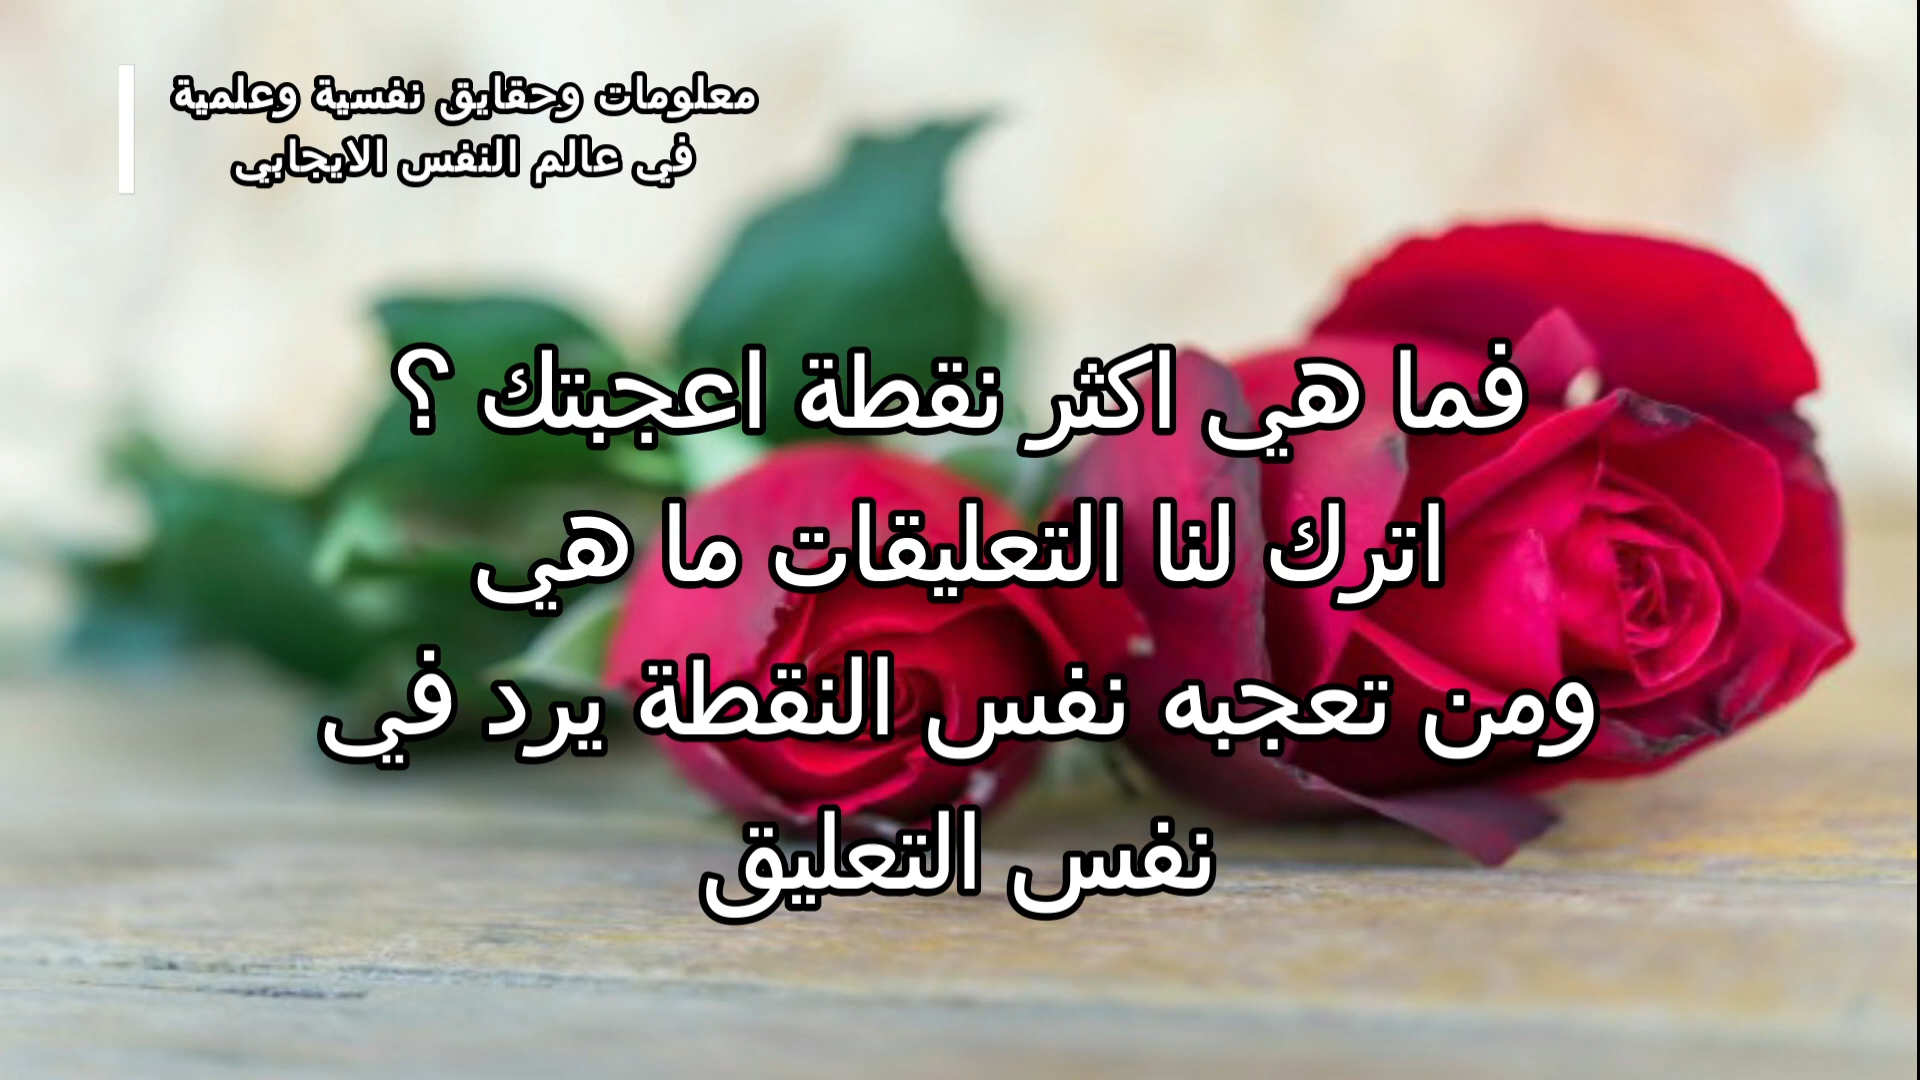 معلومات وحقايق نفسية وعلمية
في عالم النفس الايجابي
فما هي اكثر نقطة اعجبتك ؟
اترك لنا التعليقات ما هي
ومن تعجبه نفس النقطة يرد في
نفس التعليق